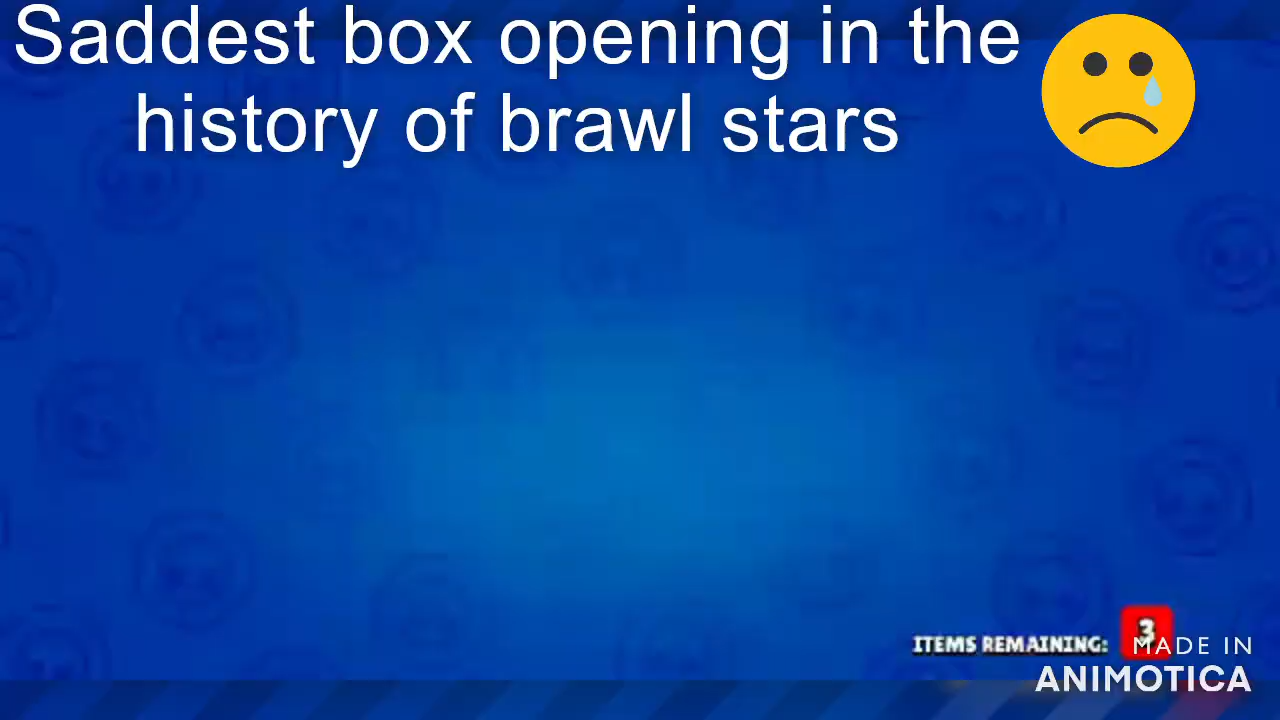 Saddest box opening in the
history of brawl stars
ITEMS REMAINING: 3
MADE IN
ANIMOTICA